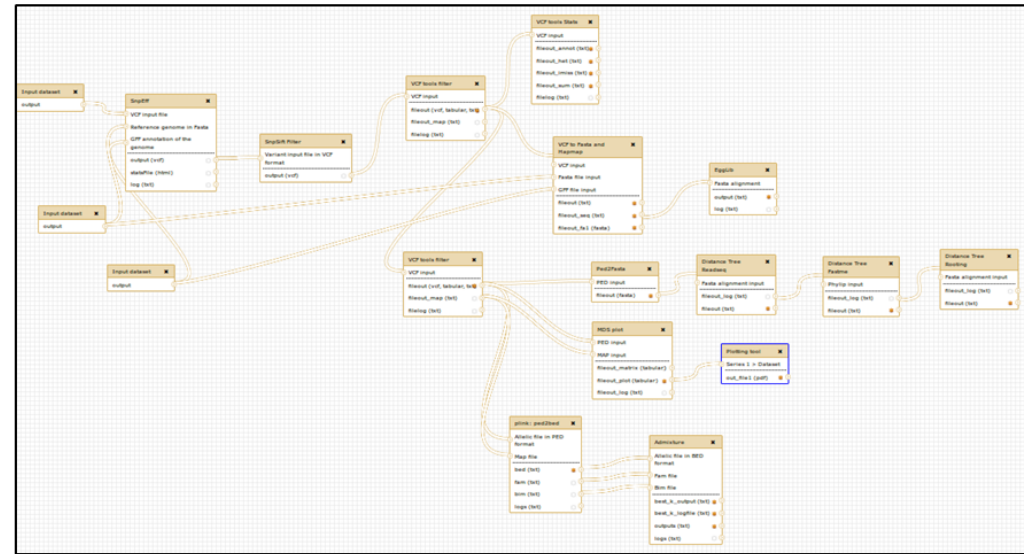 VCF tools Stats
VCF input
fileout_annot (txt)
fileout_het (txt)
fileout_imiss (txt)
fileout_sum (txt)
filelog (txt)
Input dataset
output
SnpEff
VCF input file
Reference genome in Fasta
GFF annotation of the
genome
output (vcf)
statsFile (html)
log (txt)
SnpSift Filter
Variant input file in VCF
format
output (vcf)
VCF tools filter
VCF input
fileout (vcf, tabular, txt
fileout_map (txt)
filelog (txt)
VCF to Fasta and
Hapmap
VCF input
Fasta file input
GFF file input
fileout (txt)
fileout_seq (txt)
fileout_fa1 (fasta)
EggLib
Fasta alignment
output (txt)
log (txt)
Input dataset
output
Input dataset
output
VCF tools filter
VCF input
fileout (vcf, tabular, txt
fileout_map (txt)
filelog (txt)
Ped2Fasta
PED input
fileout (fasta)
Distance Tree
Readseq
Fasta alignment input
fileout_log (txt)
fileout (txt)
Distance Tree
Fastme
Phylip input
fileout_log (txt)
fileout (txt)
Distance Tree
Rooting
Fasta alignment input
fileout_log (txt)
fileout (txt)
MDS plot
PED input
MAP input
fileout_matrix (tabular)
fileout_plot (tabular)
fileout_log (txt)
Plotting tool
Series 1 > Dataset
out_file1 (pdf)
plink: ped2bed
Allelic file in PED
format
Map file
bed (txt)
fam (txt)
bim (txt)
logs (txt)
Admixture
Allelic file in BED
format
Fam file
Bim file
best_k_output (txt)
best_k_logfile (txt)
outputs (txt)
logs (txt)